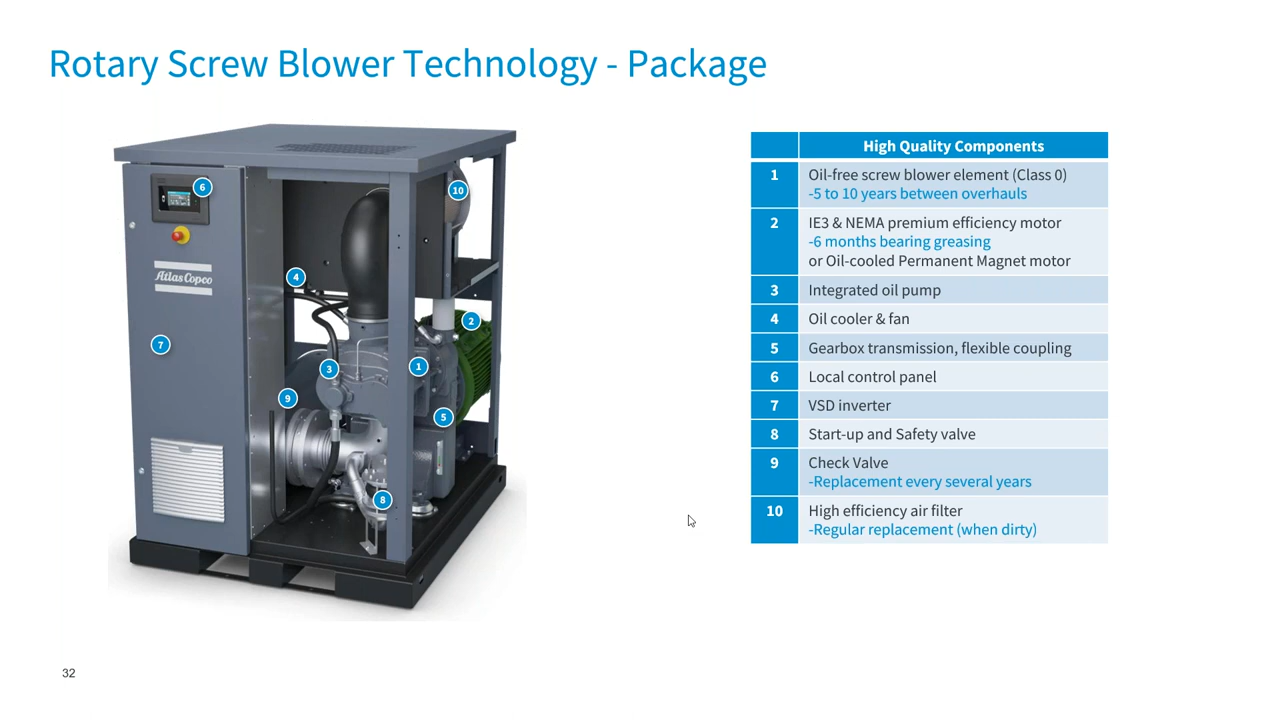 Rotary Screw Blower Technology - Package
6
10
4
2
7
3
1
9
5
8
Atlas Copco
High Quality Components
1 Oil-free screw blower element (Class 0)
-5 to 10 years between overhauls
2 IE3 & NEMA premium efficiency motor
-6 months bearing greasing
or Oil-cooled Permanent Magnet motor
3 Integrated oil pump
4 Oil cooler & fan
5 Gearbox transmission, flexible coupling
6 Local control panel
7 VSD inverter
8 Start-up and Safety valve
9 Check Valve
-Replacement every several years
10 High efficiency air filter
-Regular replacement (when dirty)
32